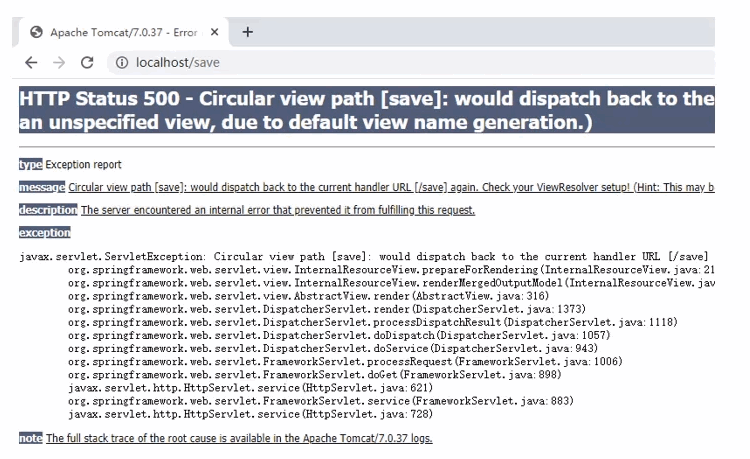 Apache Tomcat/7.0.37 - Error
localhost/save
HTTP Status 500 - Circular view path [save]: would dispatch back to the
an unspecified view, due to default view name generation.)
type Exception report
message Circular view path [save]: would dispatch back to the current handler URL [/save] again. Check your ViewResolver setup! (Hint: This may b
description The server encountered an internal error that prevented it from fulfilling this request.
exception
javax.servlet.ServletException: Circular view path [save]: would dispatch back to the current handler URL [/save]
org.springframework.web.servlet.view.InternalResourceView.prepareForRendering(InternalResourceView.java:21
org.springframework.web.servlet.view.InternalResourceView.renderMergedOutputModel(InternalResourceView.jav
org.springframework.web.servlet.view.AbstractView.render(AbstractView.java:316)
org.springframework.web.servlet.DispatcherServlet.render(DispatcherServlet.java:1373)
org.springframework.web.servlet.DispatcherServlet.processDispatchResult(DispatcherServlet.java:1118)
org.springframework.web.servlet.DispatcherServlet.doDispatch(DispatcherServlet.java:1057)
org.springframework.web.servlet.DispatcherServlet.doService(DispatcherServlet.java:943)
org.springframework.web.servlet.FrameworkServlet.processRequest(FrameworkServlet.java:1006)
org.springframework.web.servlet.FrameworkServlet.doGet(FrameworkServlet.java:898)
javax.servlet.http.HttpServlet.service(HttpServlet.java:621)
org.springframework.web.servlet.FrameworkServlet.service(FrameworkServlet.java:883)
javax.servlet.http.HttpServlet.service(HttpServlet.java:728)
note The full stack trace of the root cause is available in the Apache Tomcat/7.0.37 logs.